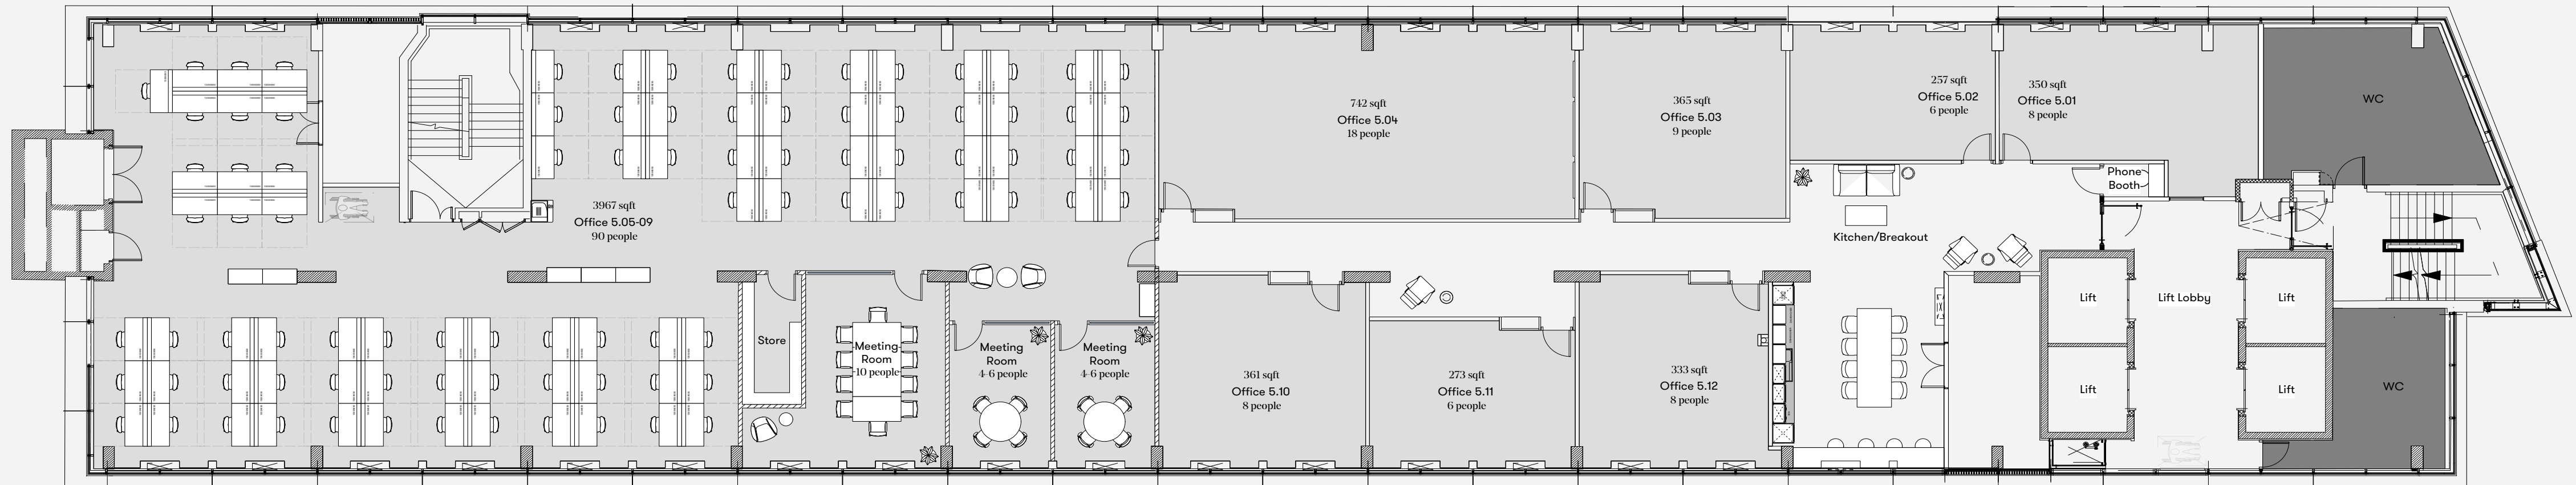 742 sqft
Office 5.04
18 people
365 sqft
Office 5.03
9 people
257 sqft
Office 5.02
6 people
350 sqft
Office 5.01
8 people
WC
Phone
Booth
3967 sqft
Office 5.05-09
90 people
Kitchen/Breakout
Store
Meeting
Room
10 people
Meeting
Room
4-6 people
Meeting
Room
4-6 people
361 sqft
Office 5.10
8 people
273 sqft
Office 5.11
6 people
333 sqft
Office 5.12
8 people
Lift
Lift Lobby
Lift
Lift
Lift
WC